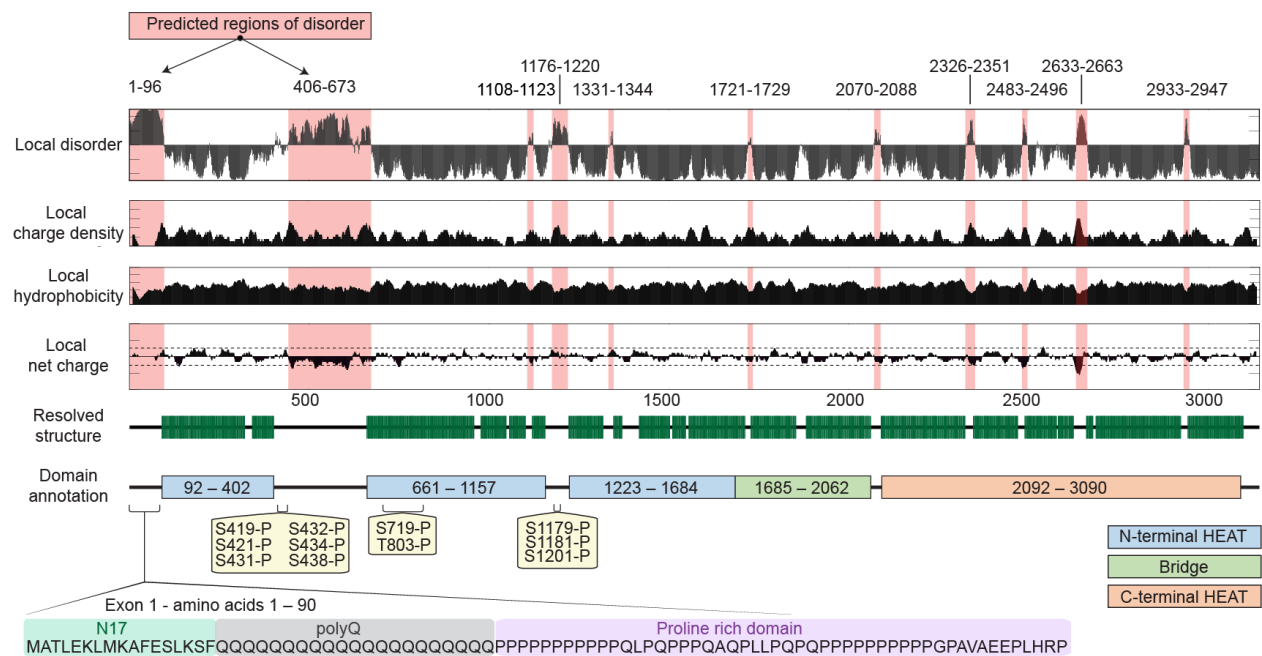 Predicted regions of disorder
1176-1220 2326-2351 2633-2663
1-96 406-673 1108-1123 1331-1344 1721-1729 2070-2088 2483-2496 2933-2947
Local disorder
Local
charge density
Local
hydrophobicity
Local
net charge
500 1000 1500 2000 2500 3000
Resolved
structure
Domain
annotation
92 – 402 661 – 1157 1223 – 1684 1685 – 2062 2092 – 3090
S419-P S432-P
S421-P S434-P
S431-P S438-P
S719-P
T803-P
S1179-P
S1181-P
S1201-P
N-terminal HEAT
Bridge
C-terminal HEAT
Exon 1 - amino acids 1 – 90
N17 polyQ Proline rich domain
MATLEKLMKAFESLKSFQQQQQQQQQQQQQQQQQQQQQPPPPPPPPPPPQLPQPPPQAQPLLPQPQPPPPPPPPPPGPAVAEEPLHRP